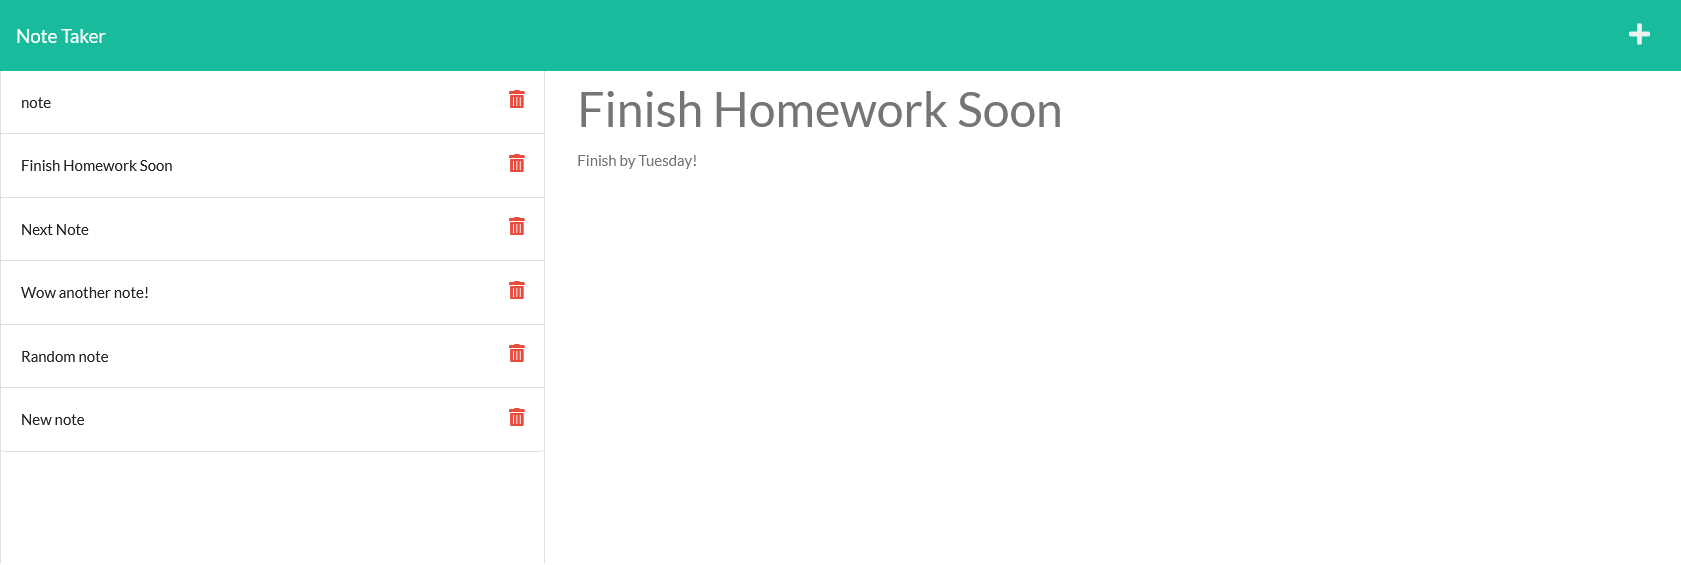 Note Taker
note
Finish Homework Soon
Next Note
Wow another note!
Random note
New note
Finish Homework Soon
Finish by Tuesday!